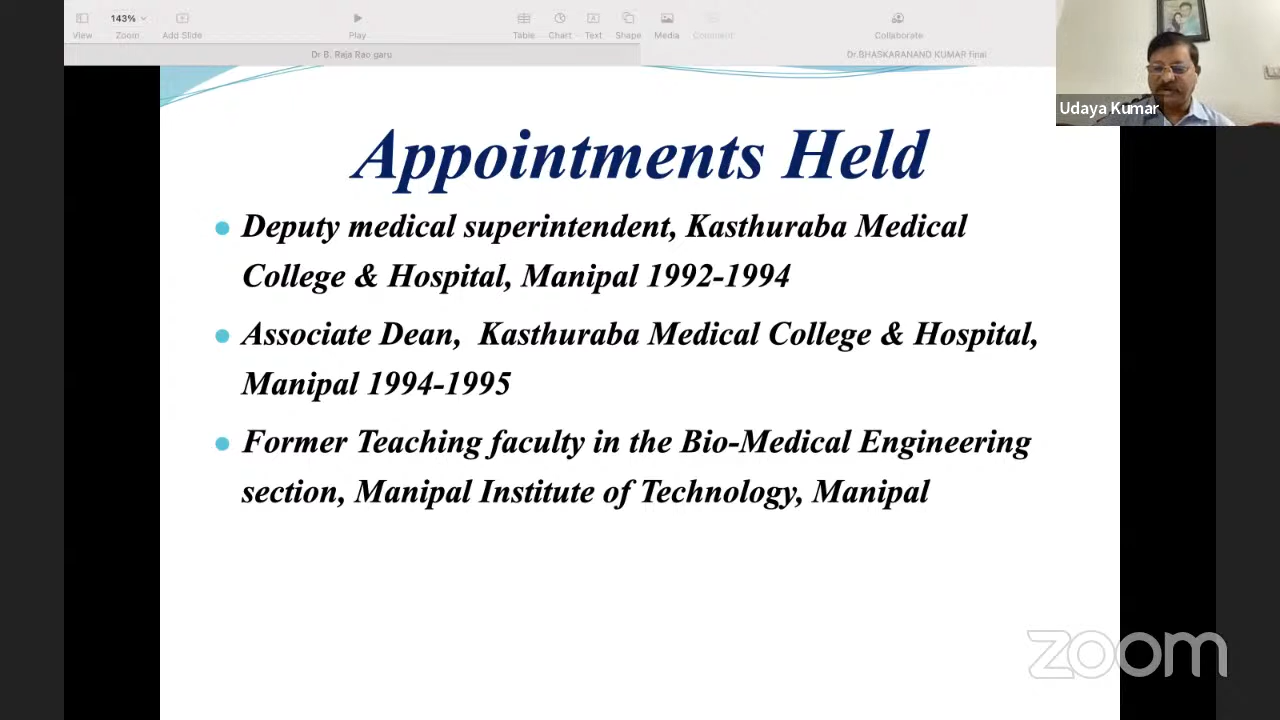 143%
View
Zoom
Add Slide
Play
Table
Chart
Text
Shape
Media
Comment
Collaborate
Dr B. Raja Rao garu
Dr.BHASKARANAND KUMAR final
Udaya Kumar
Appointments Held
Deputy medical superintendent, Kasthuraba Medical
College & Hospital, Manipal 1992-1994
Associate Dean, Kasthuraba Medical College & Hospital,
Manipal 1994-1995
Former Teaching faculty in the Bio-Medical Engineering
section, Manipal Institute of Technology, Manipal
zoom